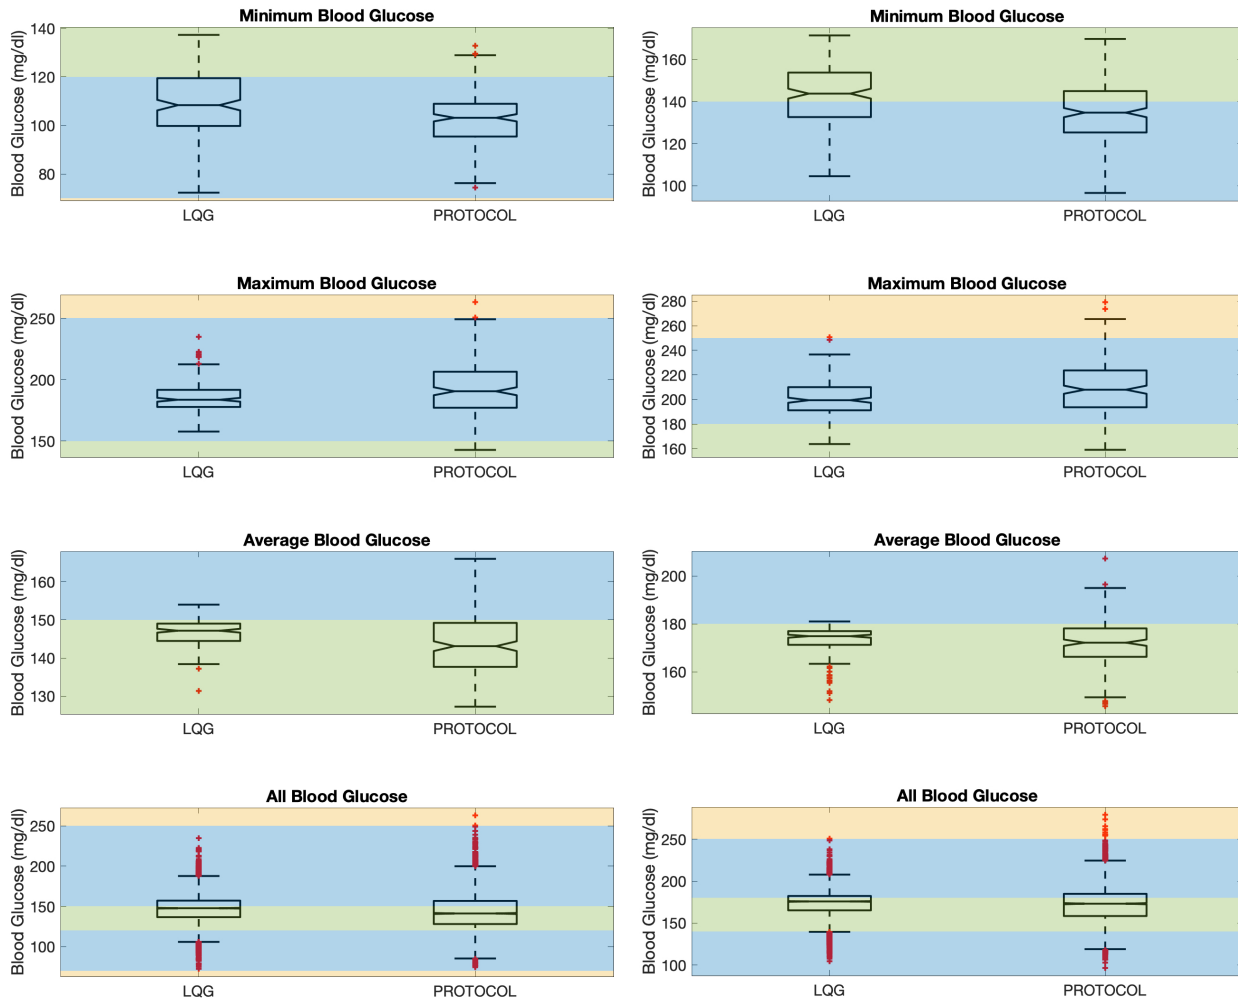 Minimum Blood Glucose
Blood Glucose (mg/dl)
140
120
100
80
LQG PROTOCOL
Minimum Blood Glucose
Blood Glucose (mg/dl)
160
140
120
100
LQG PROTOCOL
Maximum Blood Glucose
Blood Glucose (mg/dl)
250
200
150
LQG PROTOCOL
Maximum Blood Glucose
Blood Glucose (mg/dl)
280
260
240
220
200
180
160
LQG PROTOCOL
Average Blood Glucose
Blood Glucose (mg/dl)
160
150
140
130
LQG PROTOCOL
Average Blood Glucose
Blood Glucose (mg/dl)
200
180
160
LQG PROTOCOL
All Blood Glucose
Blood Glucose (mg/dl)
250
200
150
100
LQG PROTOCOL
All Blood Glucose
Blood Glucose (mg/dl)
250
200
150
100
LQG PROTOCOL